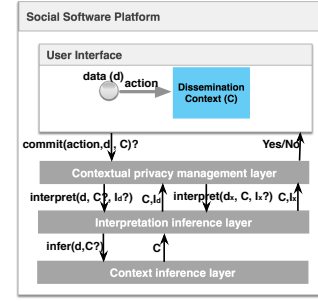 Social Software Platform
User Interface
data (d)
action
Dissemination
Context (C)
commit(action,d , C)?
Yes/No
Contextual privacy management layer
interpret(d, C?, Id?)
C,Id
interpret(dx, C, Ix?)
C,Ix
Interpretation inference layer
infer(d,C?)
C
Context inference layer